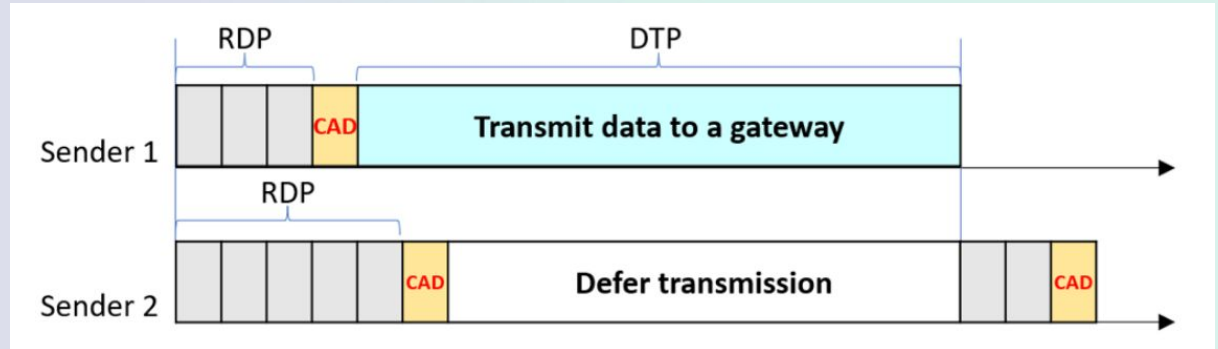 RDP
DTP
Sender 1
CAD
Transmit data to a gateway
RDP
Sender 2
CAD
Defer transmission
CAD